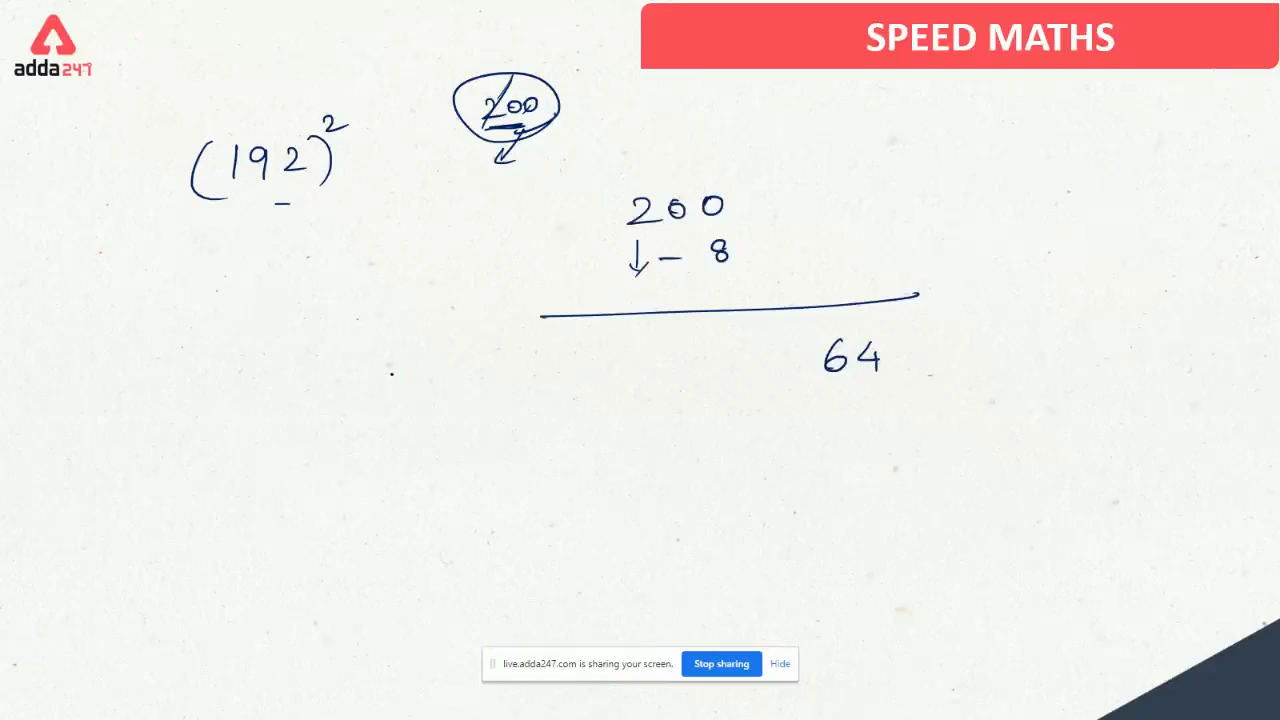 SPEED MATHS
adda247
200
(192)²
200
- 8
64
live.adda247.com is sharing your screen. Stop sharing Hide